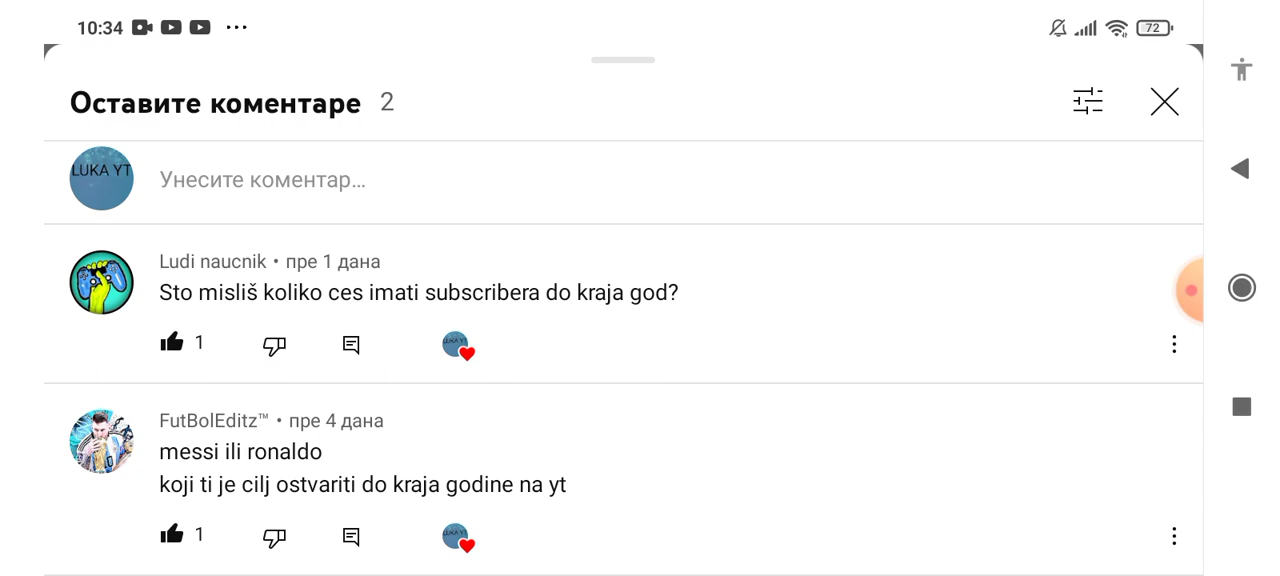 10:34
72
Оставите коментаре 2
LUKA YT
Унесите коментар...
Ludi naucnik • пре 1 дана
Sto misliš koliko ces imati subscribera do kraja god?
1
FutBolEditz™ • пре 4 дана
messi ili ronaldo
koji ti je cilj ostvariti do kraja godine na yt
1